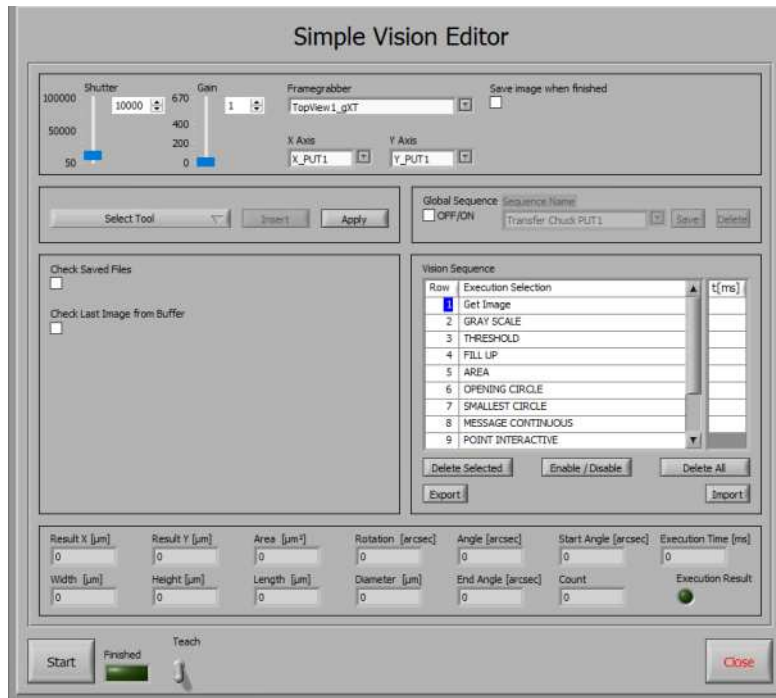 Simple Vision Editor
Shutter
Gain
Framegrabber
Save image when finished
100000
10000
670
1
TopView1_gXT
50000
400
200
X Axis
Y Axis
50
0
X_PUT1
Y_PUT1
Select Tool
Insert
Apply
Global Sequence
Sequence Name
OFF/ON
Transfer Chuck PUT1
Save
Delete
Check Saved Files
Check Last Image from Buffer
Vision Sequence
Row Execution Selection t[ms]
1 Get Image
2 GRAY SCALE
3 THRESHOLD
4 FILL UP
5 AREA
6 OPENING CIRCLE
7 SMALLEST CIRCLE
8 MESSAGE CONTINUOUS
9 POINT INTERACTIVE
Delete Selected
Enable / Disable
Delete All
Export
Import
Result X [µm] Result Y [µm] Area [µm²] Rotation [arcsec] Angle [arcsec] Start Angle [arcsec] Execution Time [ms]
0 0 0 0 0 0 0
Width [µm] Height [µm] Length [µm] Diameter [µm] End Angle [arcsec] Count Execution Result
0 0 0 0 0 0
Start
Finished
Teach
Close